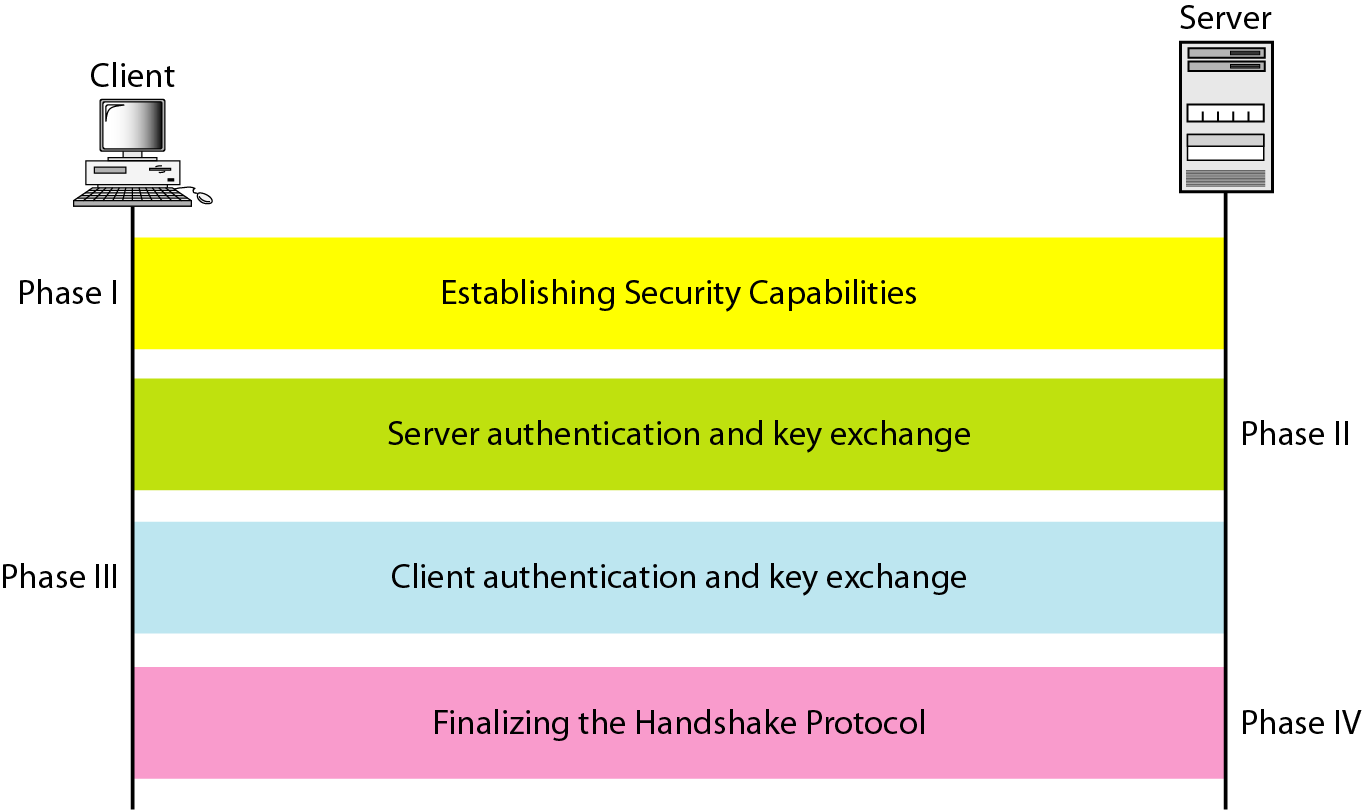 Server
Client
Phase I
Establishing Security Capabilities
Server authentication and key exchange
Phase II
Phase III
Client authentication and key exchange
Finalizing the Handshake Protocol
Phase IV